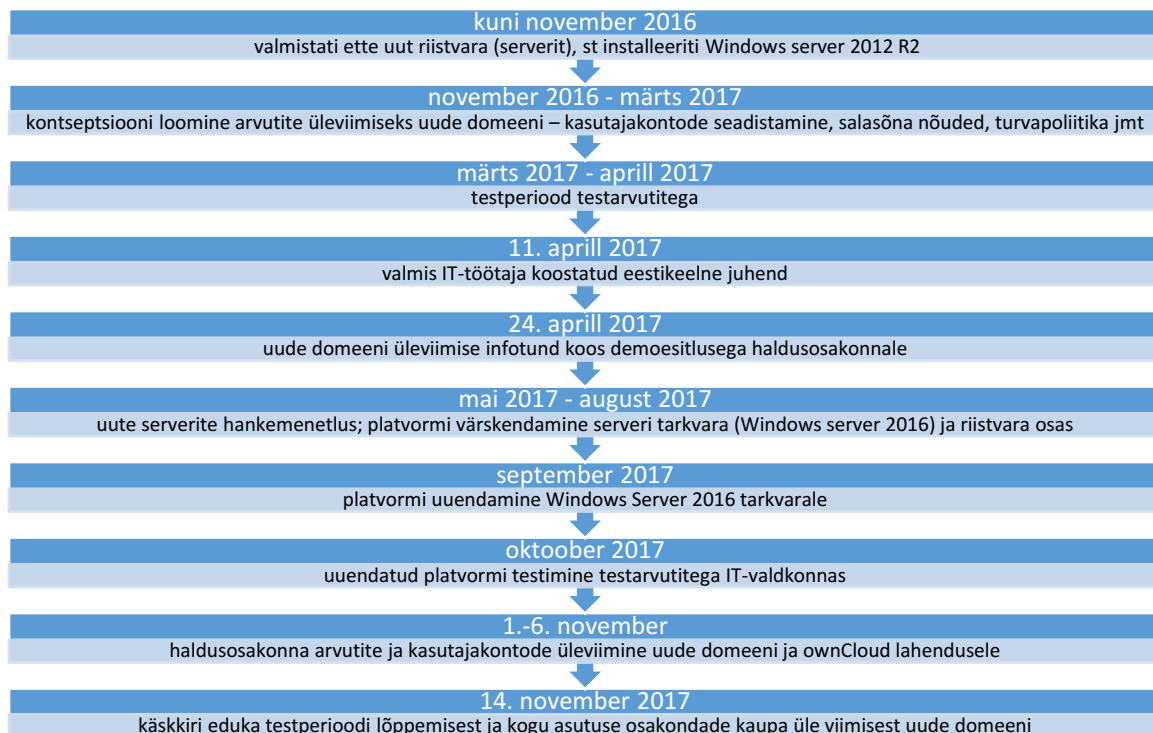 kuni november 2016
valmistati ette uut riistvara (serverit), st installeeriti Windows server 2012 R2
november 2016 - märts 2017
kontseptsiooni loomine arvutite üleviimiseks uude domeeni – kasutajakontode seadistamine, salasõna nõuded, turvapoliitika jmt
märts 2017 - aprill 2017
testperiood testarvutitega
11. aprill 2017
valmis IT-töötaja koostatud eestikeelne juhend
24. aprill 2017
uude domeeni üleviimise infotund koos demoesitlusega haldusosakonnale
mai 2017 - august 2017
uute serverite hankemenetlus; platvormi värskendamine serveri tarkvara (Windows server 2016) ja riistvara osas
september 2017
platvormi uuendamine Windows Server 2016 tarkvarale
oktoober 2017
uuendatud platvormi testimine testarvutitega IT-valdkonnas
1.-6. november
haldusosakonna arvutite ja kasutajakontode üleviimine uude domeeni ja ownCloud lahendusele
14. november 2017
käskkiri eduka testperioodi lõppemisest ja kogu asutuse osakondade kaupa üle viimisest uude domeeni